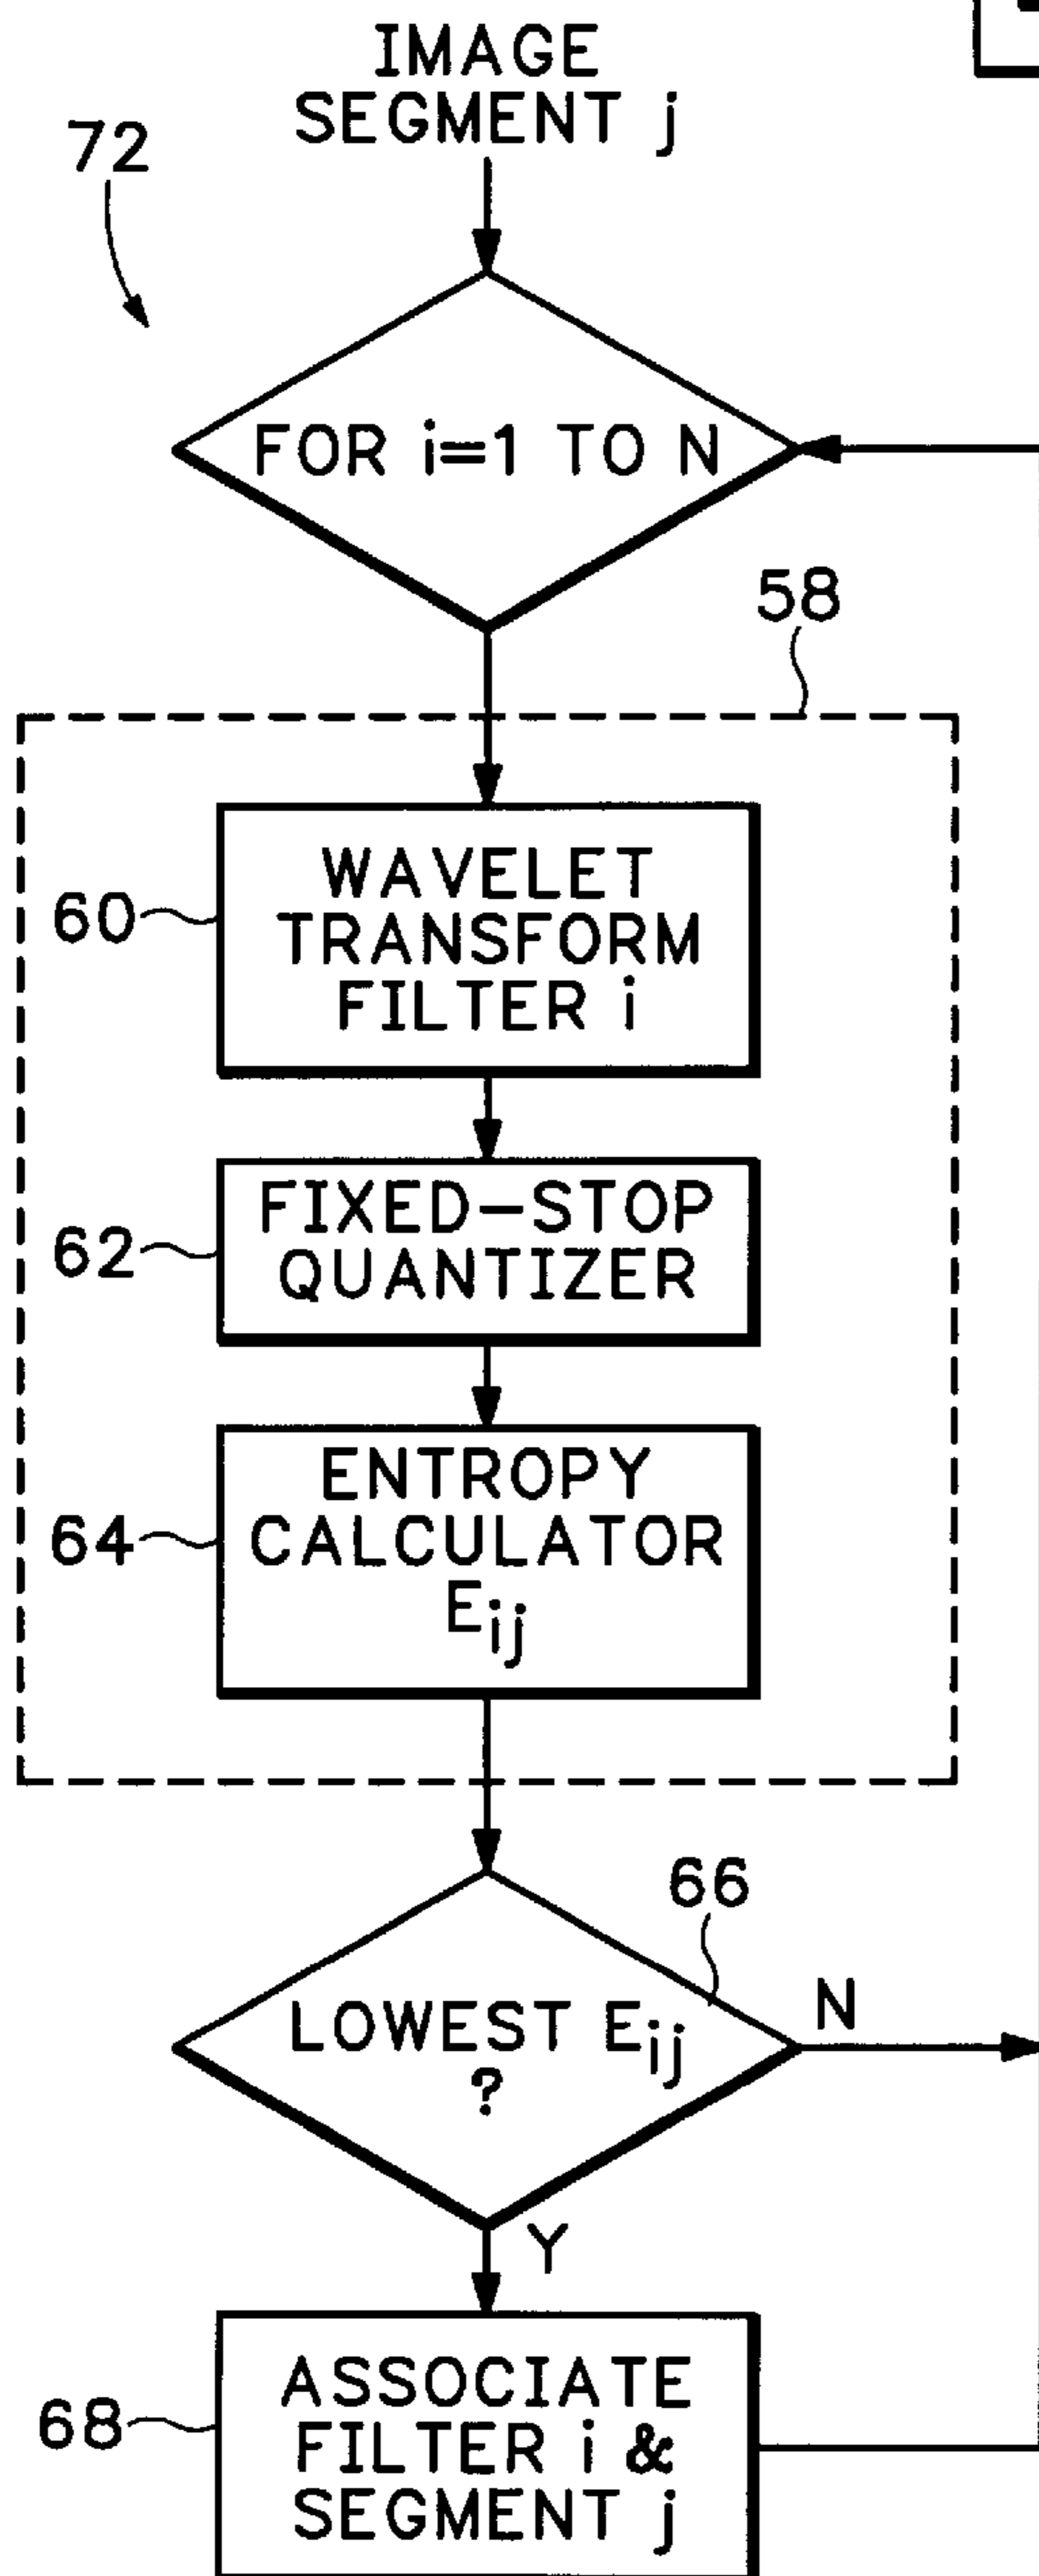 IMAGE
SEGMENT j
72
FOR i=1 TO N
58
WAVELET
TRANSFORM
FILTER i
60
FIXED-STOP
QUANTIZER
62
ENTROPY
CALCULATOR
Eij
64
66
LOWEST Eij
?
N
Y
ASSOCIATE
FILTER i &
SEGMENT j
68